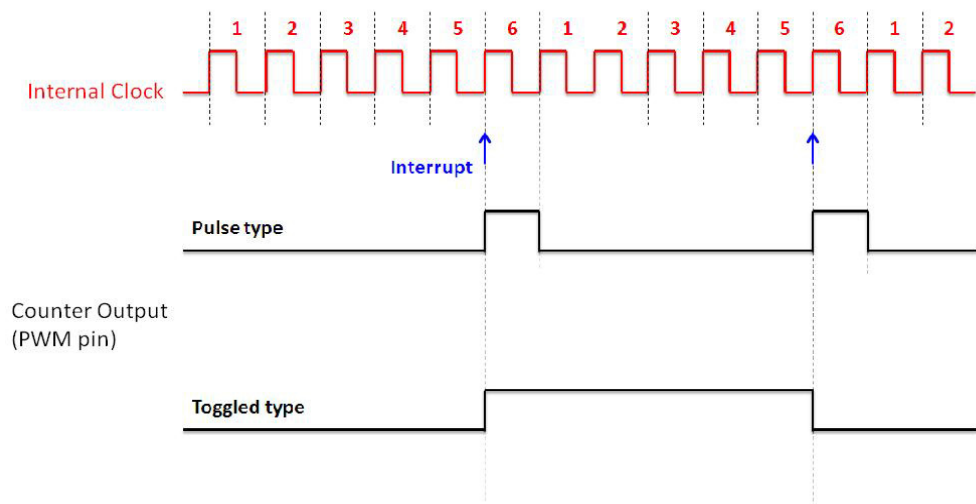 1 2 3 4 5 6 1 2 3 4 5 6 1 2
Internal Clock
Interrupt
Pulse type
Counter Output
(PWM pin)
Toggled type